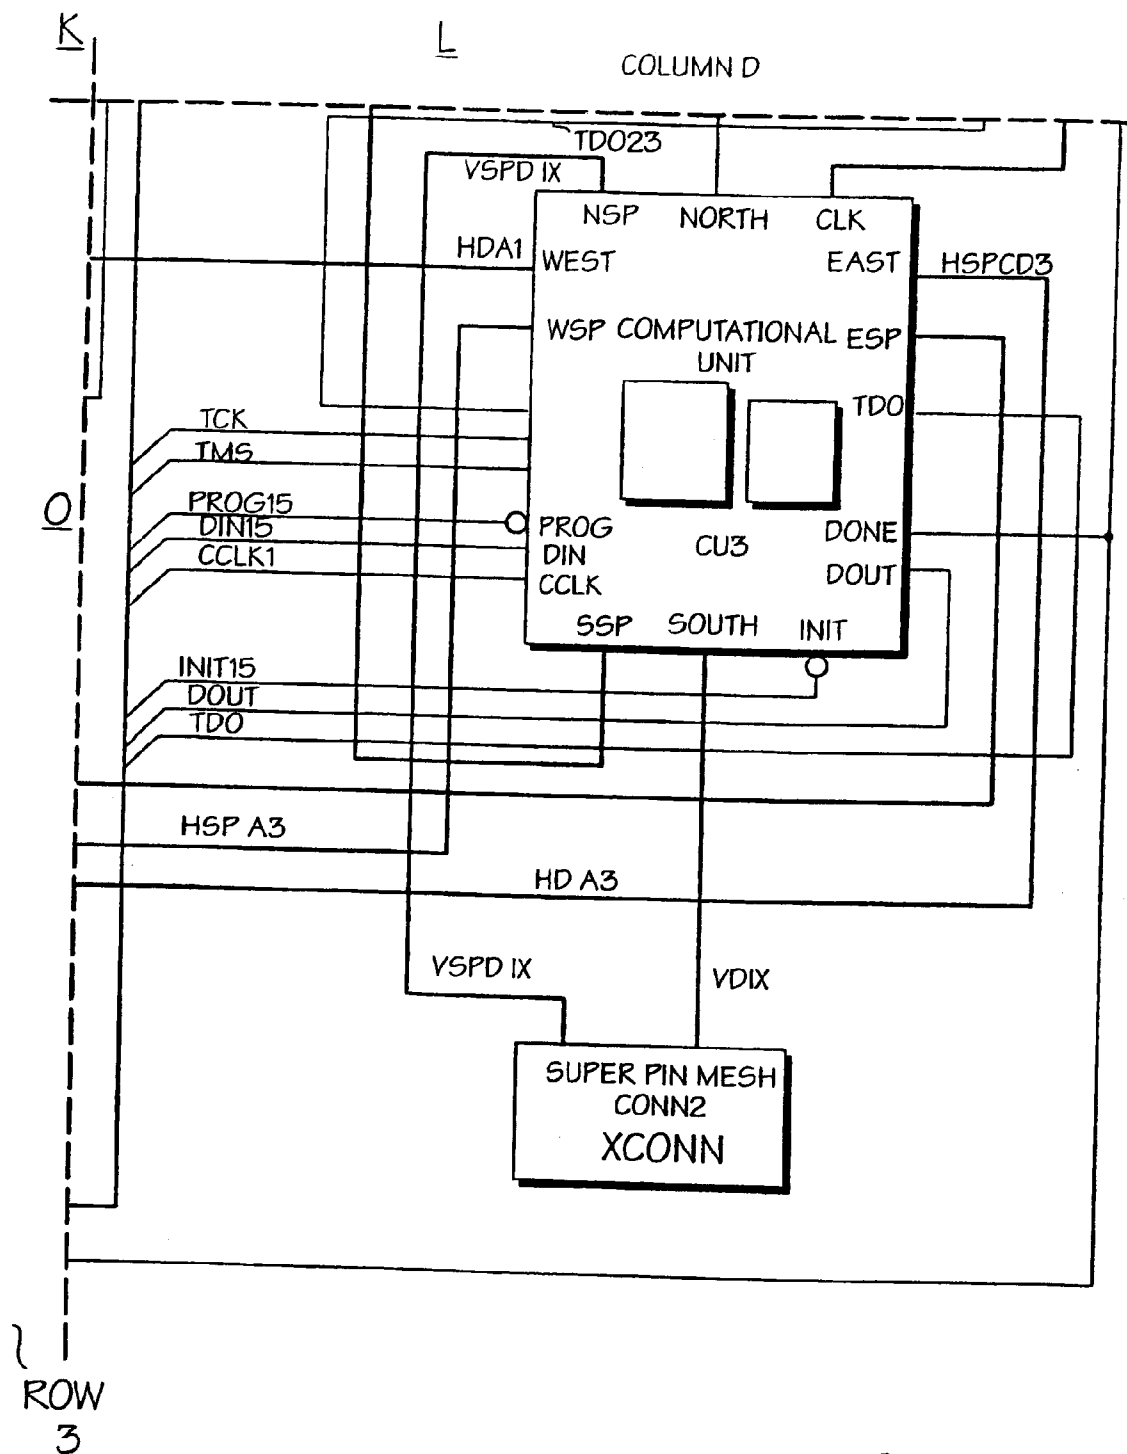 K
L
COLUMN D
TDO23
VSPD IX
NSP NORTH CLK
HDA1
WEST
EAST
HSPCD3
WSP
COMPUTATIONAL
UNIT
ESP
TDO
TCK
TMS
O
PROG15
DIN15
CCLK1
PROG
DIN
CCLK
CU3
DONE
DOUT
SSP SOUTH INIT
INIT15
DOUT
TDO
HSP A3
HD A3
VSPD IX
VDIX
SUPER PIN MESH
CONN2
XCONN
ROW
3